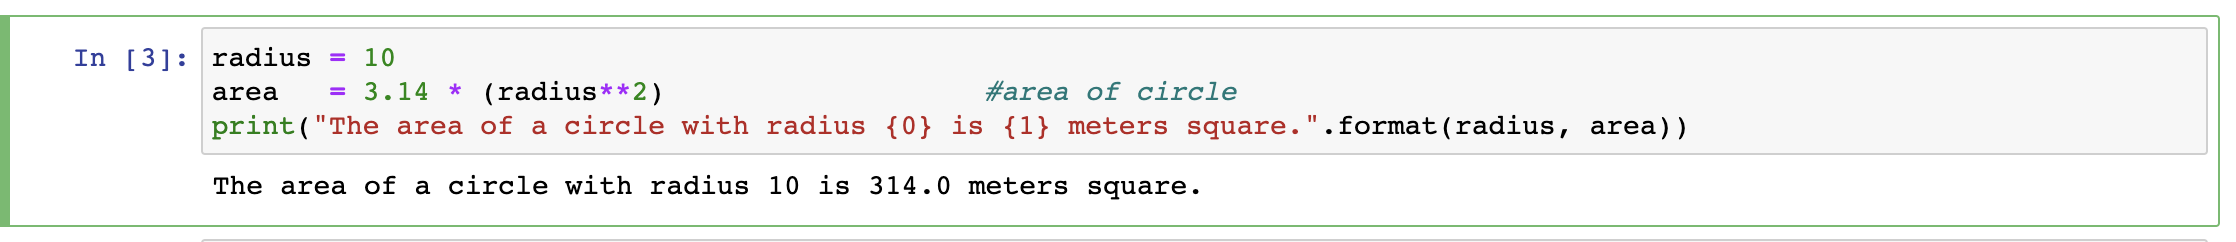 In [3]: radius = 10
area   = 3.14 * (radius**2)                   #area of circle
print("The area of a circle with radius {0} is {1} meters square.".format(radius, area))
The area of a circle with radius 10 is 314.0 meters square.